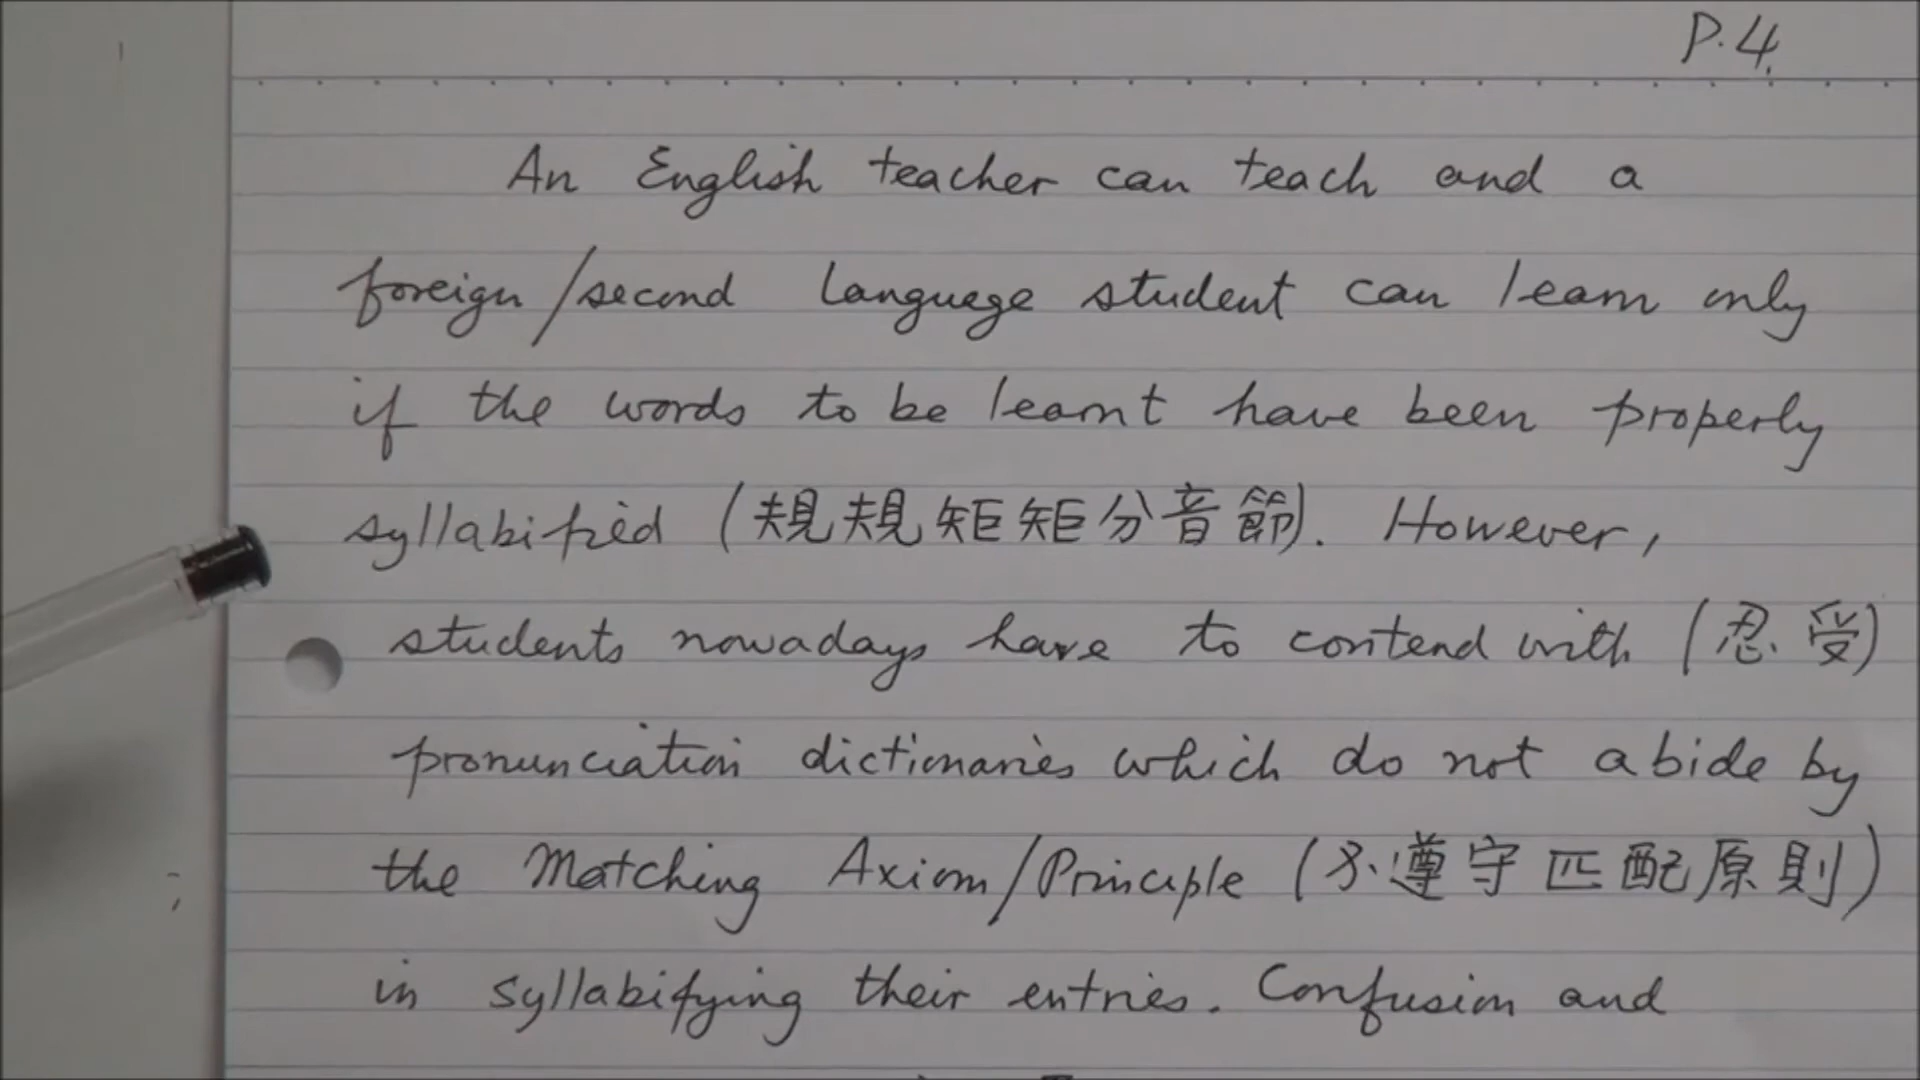 P.4.
An English teacher can teach and a
foreign/second language student can learn only
if the words to be learnt have been properly
syllabified (規規矩矩分音節). However,
students nowadays have to contend with (忍受)
pronunciation dictionaries which do not abide by
the Matching Axiom/Principle (不遵守匹配原則)
in syllabifying their entries. Confusion and